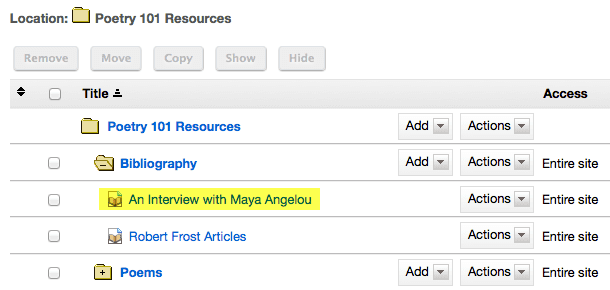 Location: Poetry 101 Resources
Remove Move Copy Show Hide
Title Access
Poetry 101 Resources Add Actions
Bibliography Add Actions Entire site
An Interview with Maya Angelou Actions Entire site
Robert Frost Articles Actions Entire site
Poems Add Actions Entire site